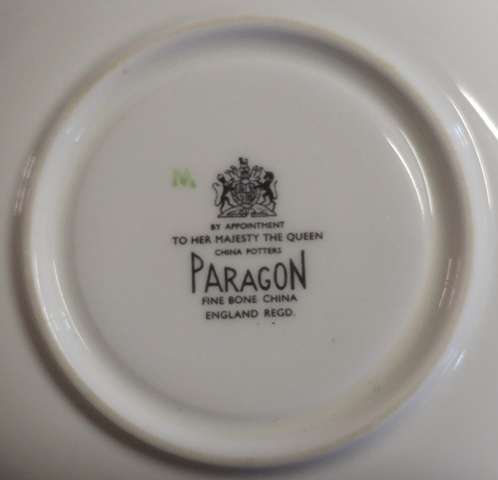 M.
BY APPOINTMENT
TO HER MAJESTY THE QUEEN
CHINA POTTERS
PARAGON
FINE BONE CHINA
ENGLAND REGD.